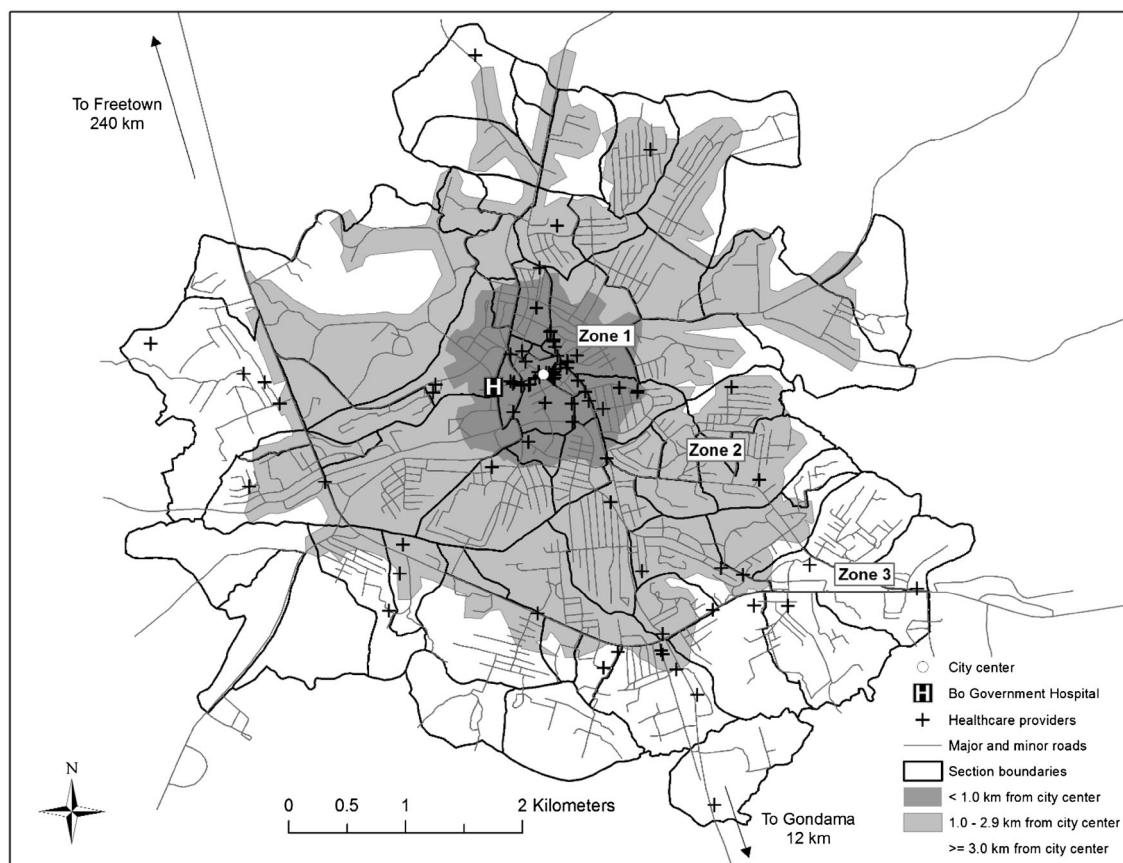 To Freetown
240 km
Zone 1
H
Zone 2
Zone 3
City center
H Bo Government Hospital
Healthcare providers
Major and minor roads
Section boundaries
< 1.0 km from city center
1.0 - 2.9 km from city center
>= 3.0 km from city center
N
0 0.5 1 2 Kilometers
To Gondama
12 km